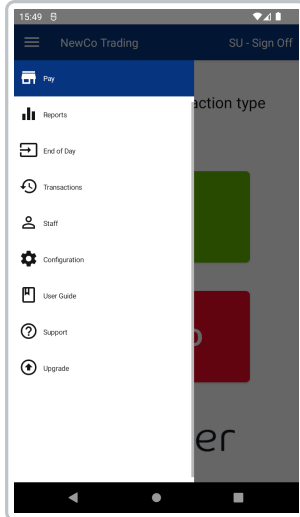 15:49
NewCo Trading
SU - Sign Off
Pay
action type
Reports
End of Day
Transactions
Staff
Configuration
User Guide
Support
Upgrade
er